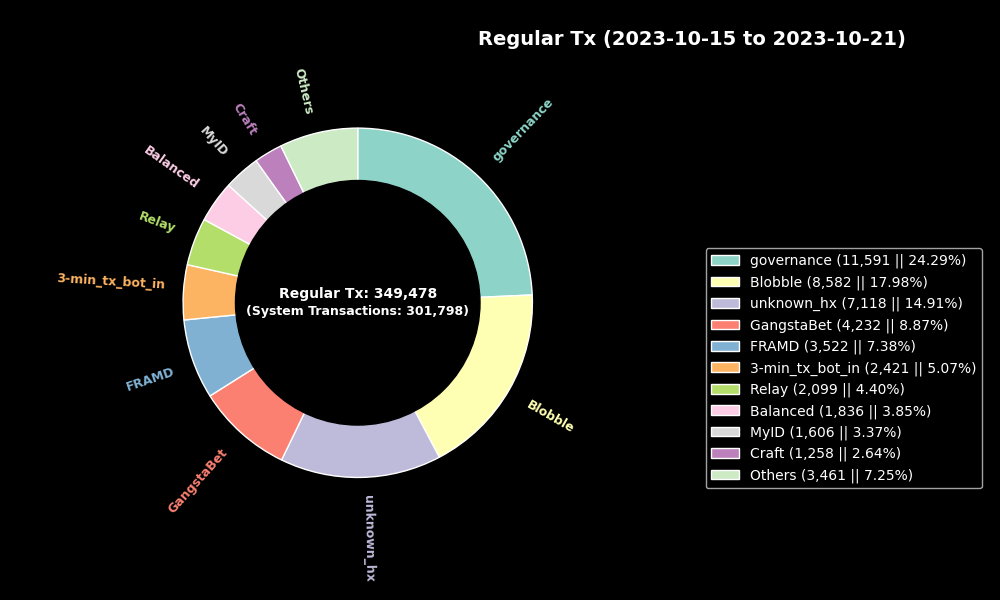 Regular Tx (2023-10-15 to 2023-10-21)
governance
Blobble
unknown_hx
GangstaBet
FRAMD
3-min_tx_bot_in
Relay
Balanced
MyID
Craft
Others
Regular Tx: 349,478
(System Transactions: 301,798)
governance (11,591 || 24.29%)
Blobble (8,582 || 17.98%)
unknown_hx (7,118 || 14.91%)
GangstaBet (4,232 || 8.87%)
FRAMD (3,522 || 7.38%)
3-min_tx_bot_in (2,421 || 5.07%)
Relay (2,099 || 4.40%)
Balanced (1,836 || 3.85%)
MyID (1,606 || 3.37%)
Craft (1,258 || 2.64%)
Others (3,461 || 7.25%)